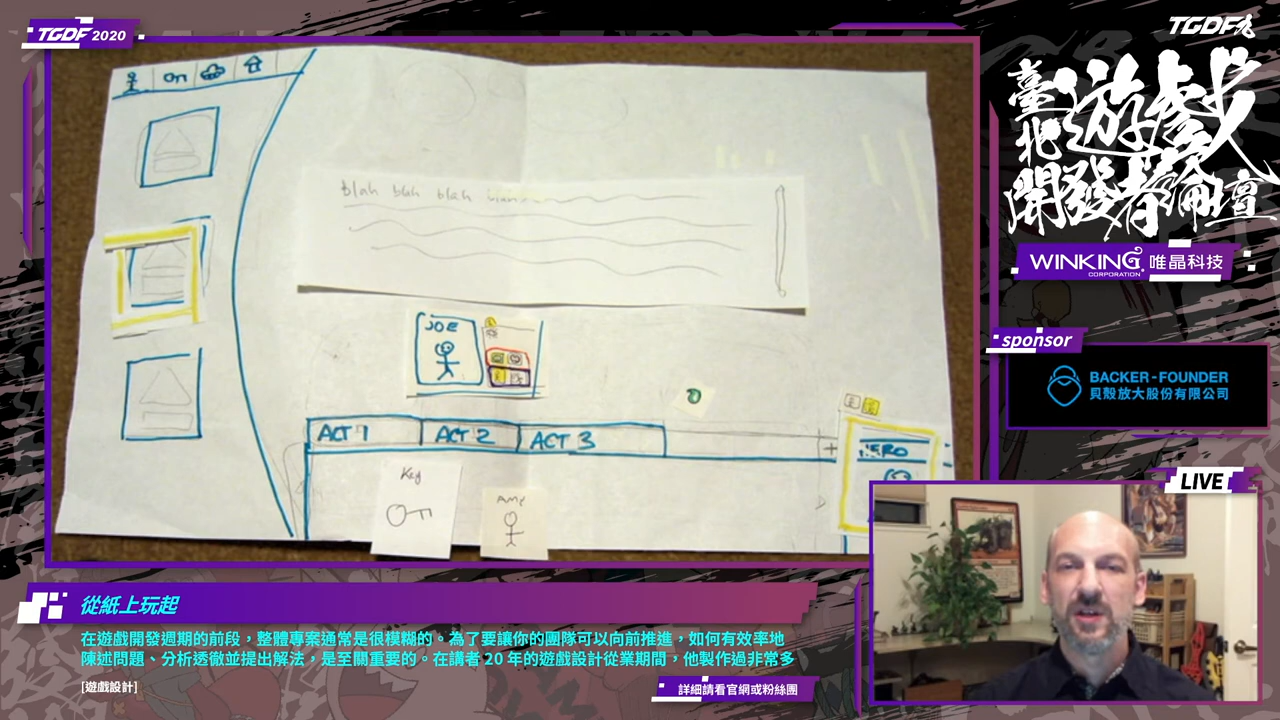 TGDF 2020
TGDF
臺北遊戲
開發者論壇
WINKING 唯晶科技
CORPORATION
sponsor
BACKER-FOUNDER
貝殼放大股份有限公司
blah blah blah
JOE
ACT 1 ACT 2 ACT 3
Key
AMY
LIVE
從紙上玩起
在遊戲開發週期的前段，整體專案通常是很模糊的。為了要讓你的團隊可以向前推進，如何有效率地
陳述問題、分析透徹並提出解法，是至關重要的。在講者 20 年的遊戲設計從業期間，他製作過非常多
[遊戲設計]
詳細請看官網或粉絲團